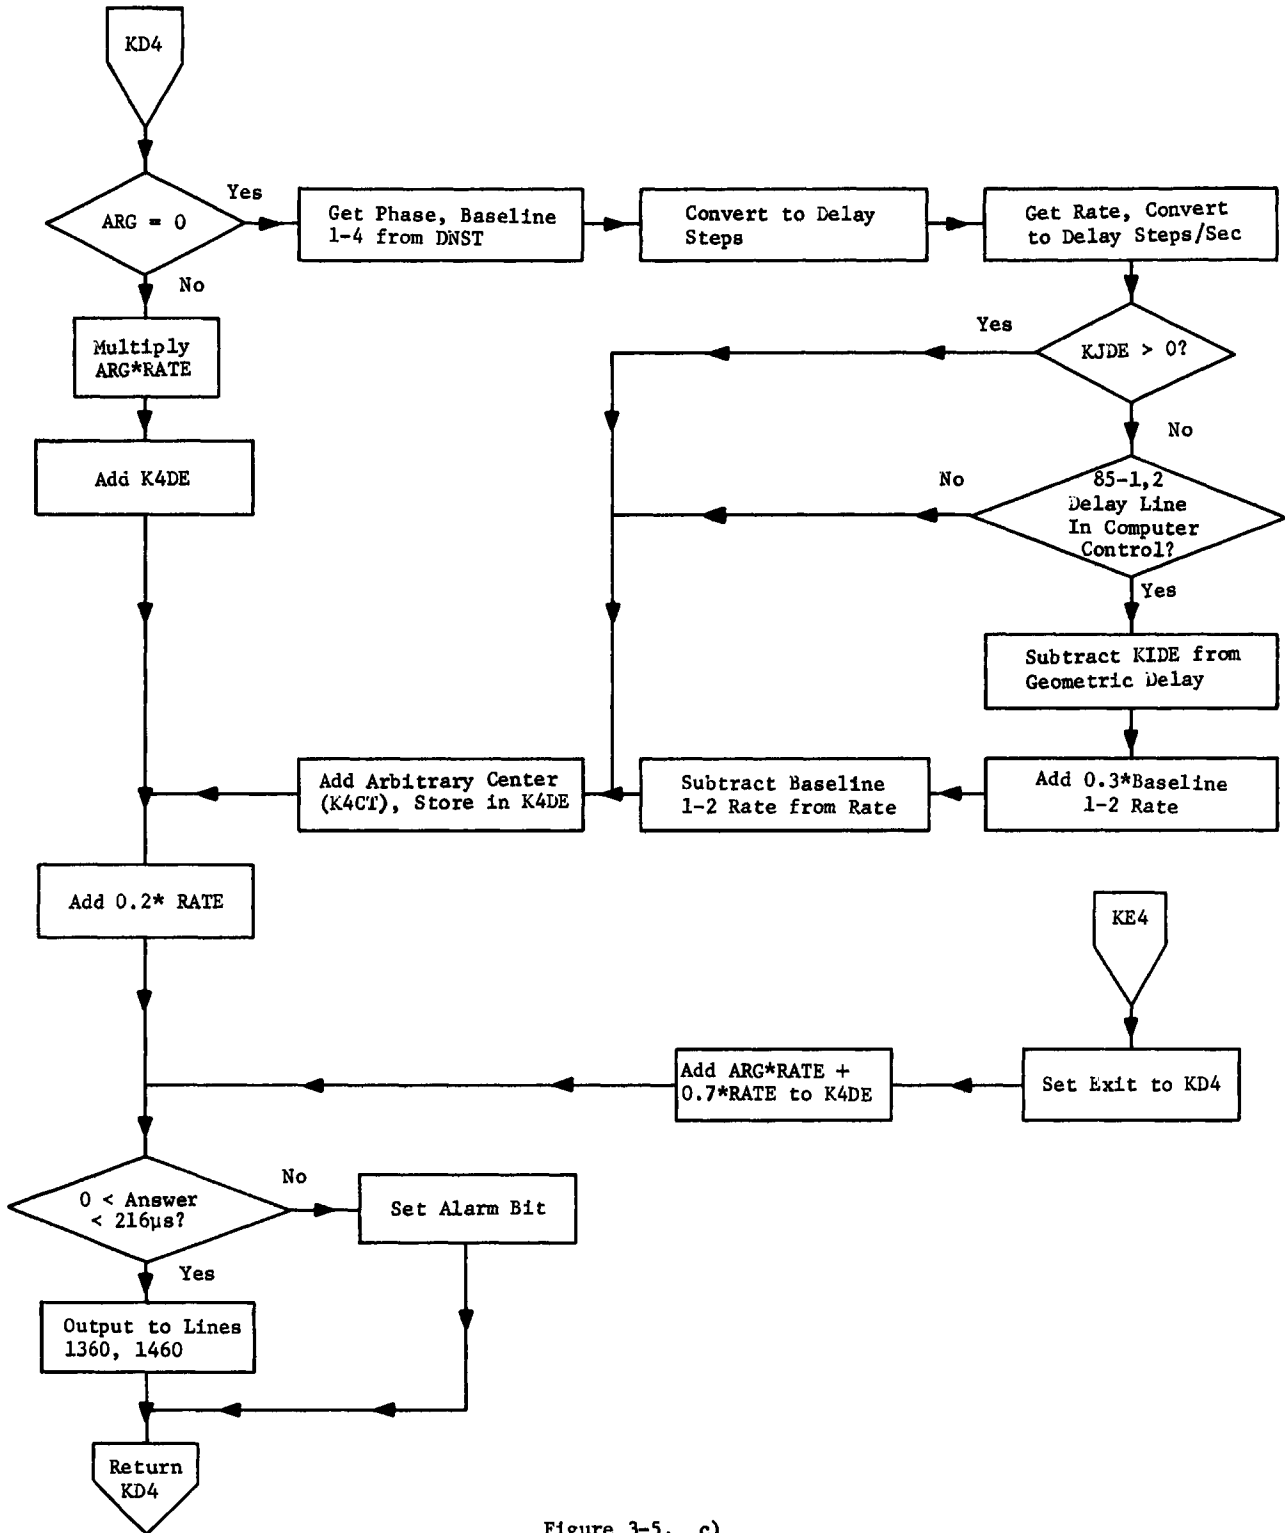 KD4
ARG = 0
Yes
No
Get Phase, Baseline
1-4 from DNST
Convert to Delay
Steps
Get Rate, Convert
to Delay Steps/Sec
Multiply
ARG*RATE
Add K4DE
KJDE > 0?
Yes
No
85-1,2
Delay Line
In Computer
Control?
No
Yes
Subtract KIDE from
Geometric Delay
Add 0.3*Baseline
1-2 Rate
Subtract Baseline
1-2 Rate from Rate
Add Arbitrary Center
(K4CT), Store in K4DE
Add 0.2* RATE
KE4
Set Exit to KD4
Add ARG*RATE +
0.7*RATE to K4DE
0 < Answer
< 216μs?
No
Set Alarm Bit
Yes
Output to Lines
1360, 1460
Return
KD4
Figure 3-5. c)